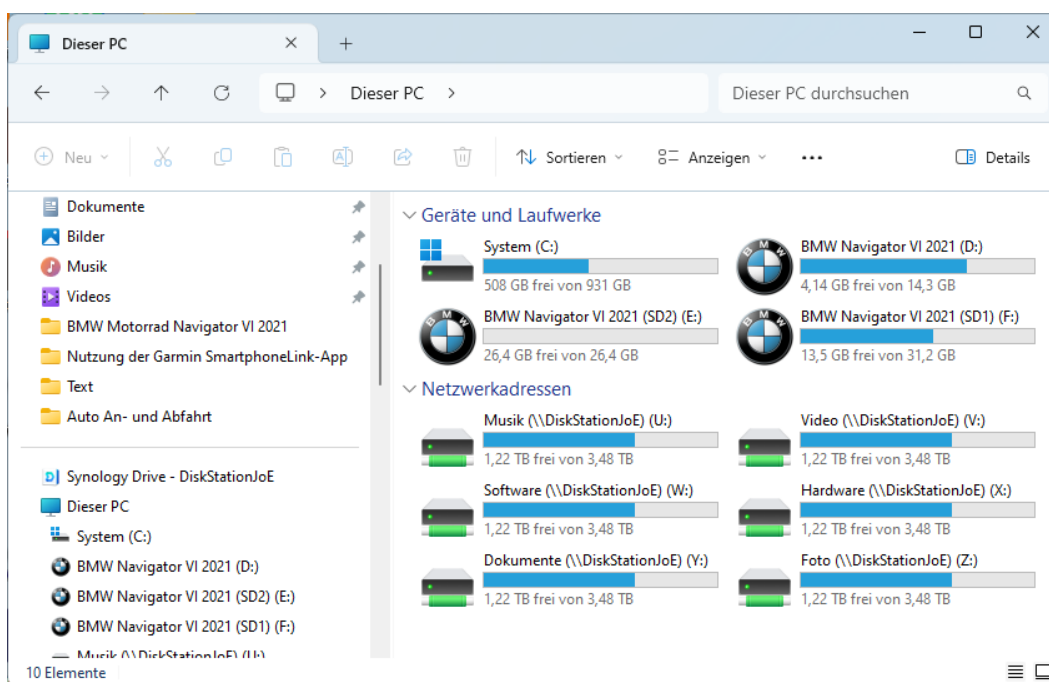 Dieser PC
Dieser PC
Dieser PC durchsuchen
Neu
Sortieren
Anzeigen
Details
Dokumente
Bilder
Musik
Videos
BMW Motorrad Navigator VI 2021
Nutzung der Garmin SmartphoneLink-App
Text
Auto An- und Abfahrt
Synology Drive - DiskStationJoE
Dieser PC
System (C:)
BMW Navigator VI 2021 (D:)
BMW Navigator VI 2021 (SD2) (E:)
BMW Navigator VI 2021 (SD1) (F:)
Musik (\\DiskStationJoE) (U:)
Geräte und Laufwerke
System (C:)
508 GB frei von 931 GB
BMW Navigator VI 2021 (D:)
4,14 GB frei von 14,3 GB
BMW Navigator VI 2021 (SD2) (E:)
26,4 GB frei von 26,4 GB
BMW Navigator VI 2021 (SD1) (F:)
13,5 GB frei von 31,2 GB
Netzwerkadressen
Musik (\\DiskStationJoE) (U:)
1,22 TB frei von 3,48 TB
Video (\\DiskStationJoE) (V:)
1,22 TB frei von 3,48 TB
Software (\\DiskStationJoE) (W:)
1,22 TB frei von 3,48 TB
Hardware (\\DiskStationJoE) (X:)
1,22 TB frei von 3,48 TB
Dokumente (\\DiskStationJoE) (Y:)
1,22 TB frei von 3,48 TB
Foto (\\DiskStationJoE) (Z:)
1,22 TB frei von 3,48 TB
10 Elemente